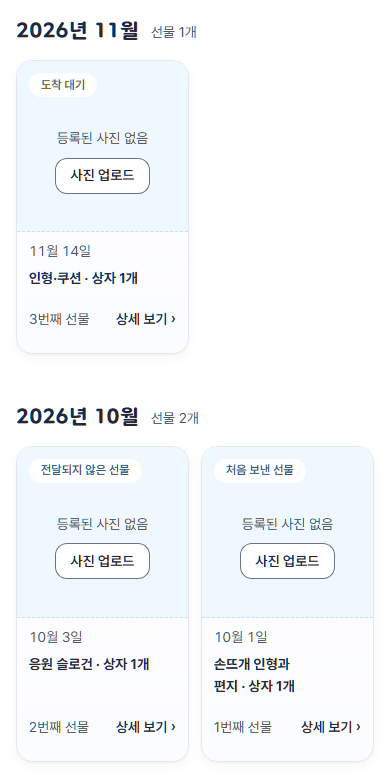 2026년 11월 선물 1개
도착 대기
등록된 사진 없음
사진 업로드
11월 14일
인형·쿠션 · 상자 1개
3번째 선물 상세 보기 ›
2026년 10월 선물 2개
전달되지 않은 선물
등록된 사진 없음
사진 업로드
10월 3일
응원 슬로건 · 상자 1개
2번째 선물 상세 보기 ›
처음 보낸 선물
등록된 사진 없음
사진 업로드
10월 1일
손뜨개 인형과
편지 · 상자 1개
1번째 선물 상세 보기 ›